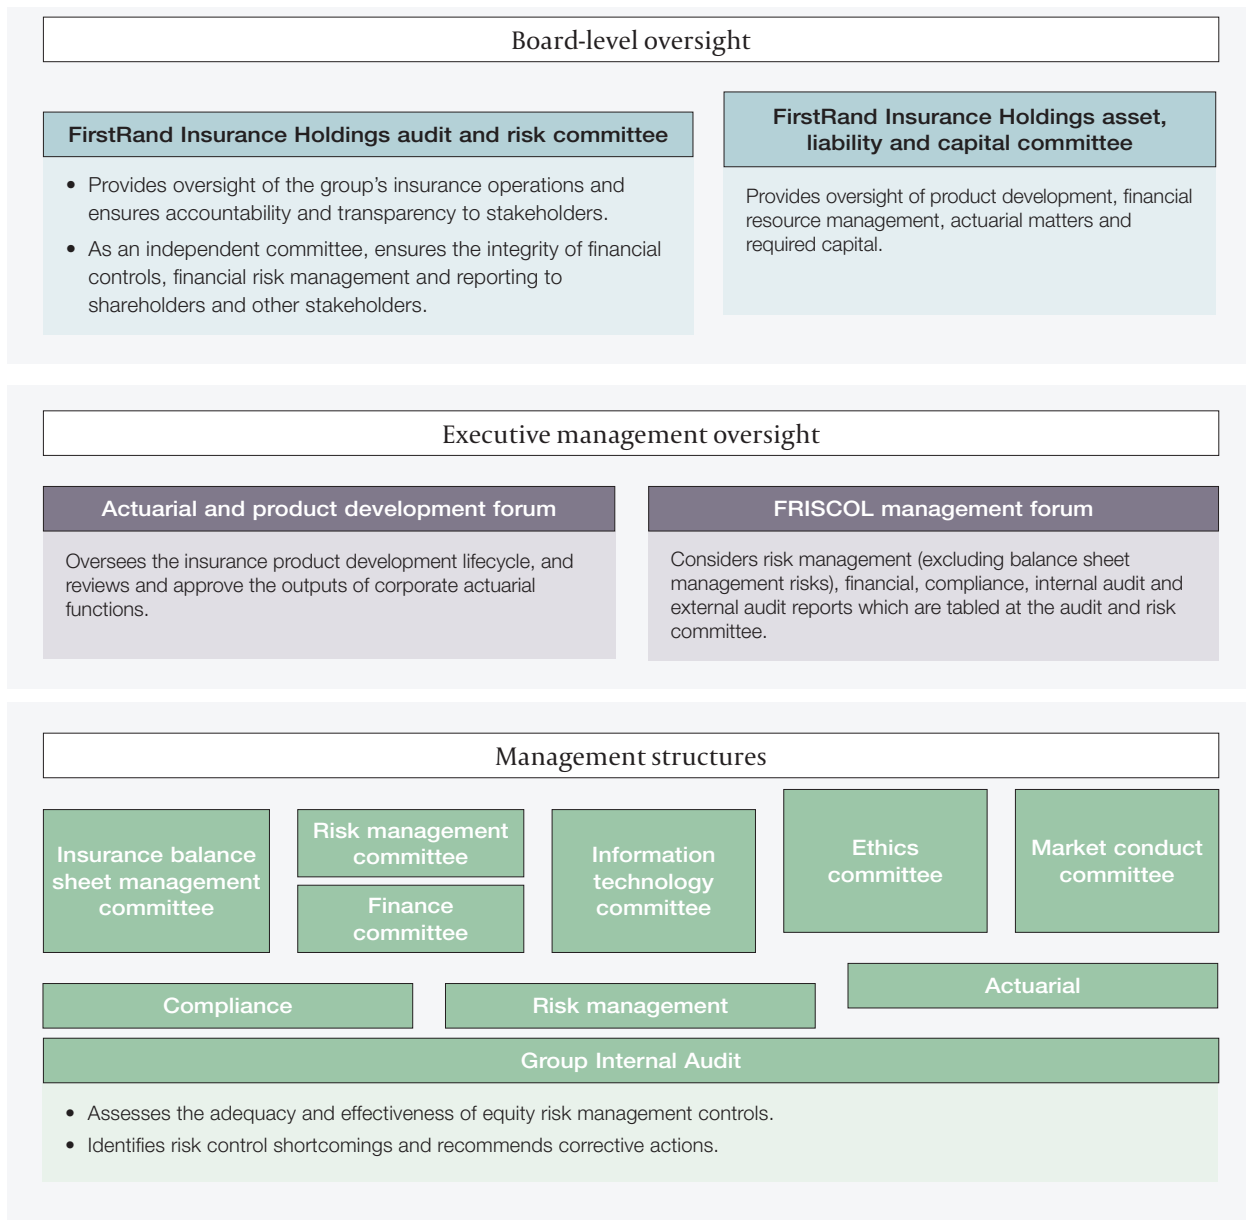 Board-level oversight
FirstRand Insurance Holdings audit and risk committee
• Provides oversight of the group’s insurance operations and
ensures accountability and transparency to stakeholders.
• As an independent committee, ensures the integrity of financial
controls, financial risk management and reporting to
shareholders and other stakeholders.
FirstRand Insurance Holdings asset,
liability and capital committee
Provides oversight of product development, financial
resource management, actuarial matters and
required capital.
Executive management oversight
Actuarial and product development forum
Oversees the insurance product development lifecycle, and
reviews and approve the outputs of corporate actuarial
functions.
FRISCOL management forum
Considers risk management (excluding balance sheet
management risks), financial, compliance, internal audit and
external audit reports which are tabled at the audit and risk
committee.
Management structures
Insurance balance
sheet management
committee
Risk management
committee
Finance
committee
Information
technology
committee
Ethics
committee
Market conduct
committee
Compliance
Risk management
Actuarial
Group Internal Audit
• Assesses the adequacy and effectiveness of equity risk management controls.
• Identifies risk control shortcomings and recommends corrective actions.